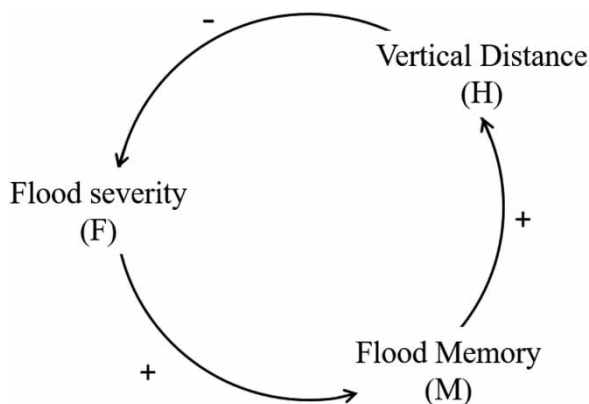 -
Vertical Distance
(H)
Flood severity
(F)
+
+
Flood Memory
(M)